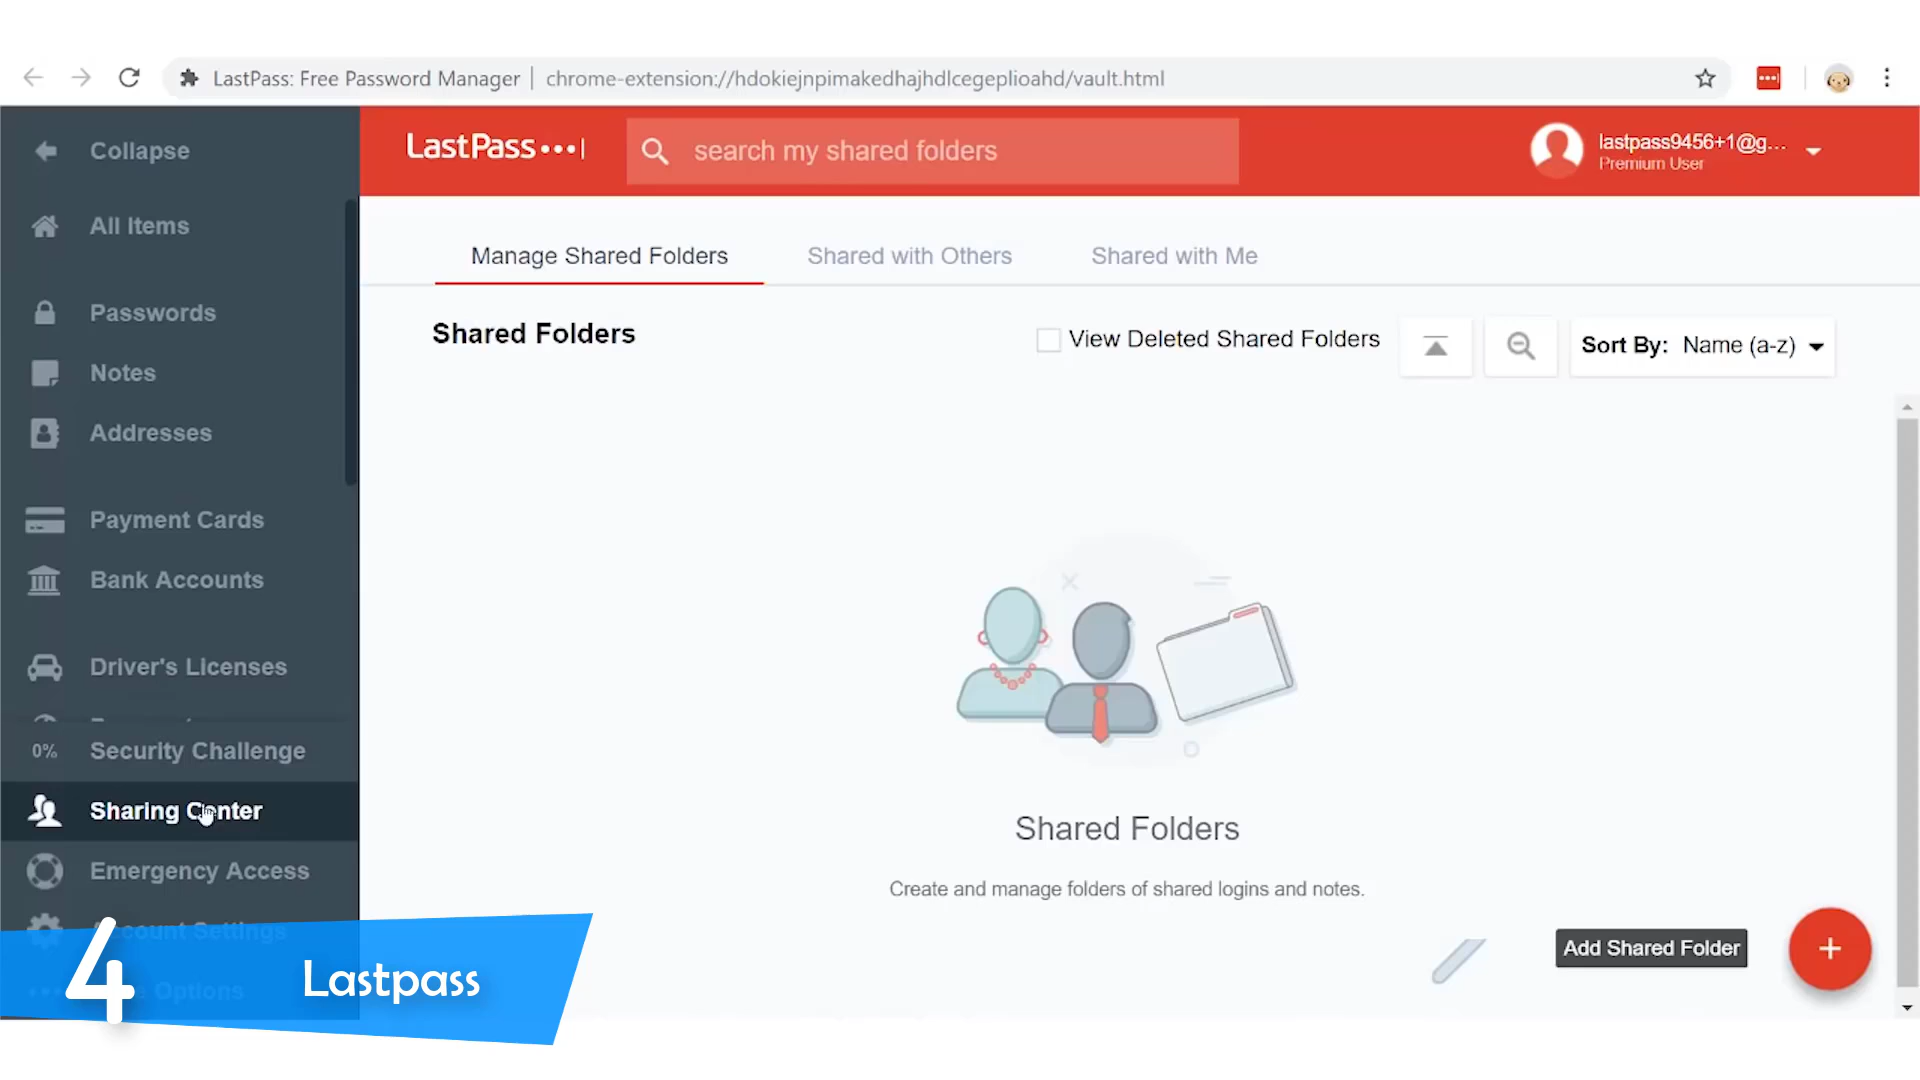 LastPass: Free Password Manager | chrome-extension://hdokiejnpimakedhajhdlcegeplioahd/vault.html
Collapse
LastPass
search my shared folders
lastpass9456+1@g...
Premium User
All Items
Manage Shared Folders
Shared with Others
Shared with Me
Passwords
Shared Folders
View Deleted Shared Folders
Sort By: Name (a-z)
Notes
Addresses
Payment Cards
Bank Accounts
Driver's Licenses
0% Security Challenge
Sharing Center
Shared Folders
Emergency Access
Create and manage folders of shared logins and notes.
Account Settings
Add Shared Folder
Options
4 Lastpass